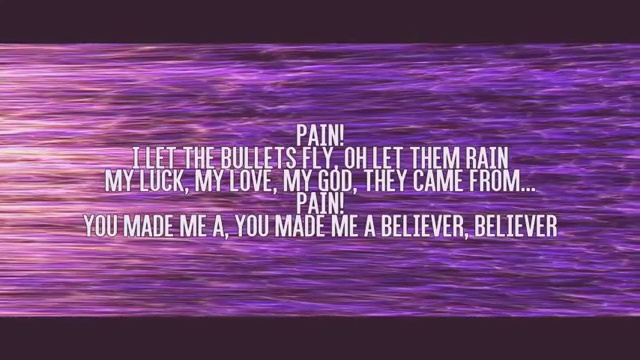 PAIN!
I LET THE BULLETS FLY, OH LET THEM RAIN
MY LUCK, MY LOVE, MY GOD, THEY CAME FROM...
PAIN!
YOU MADE ME A, YOU MADE ME A BELIEVER, BELIEVER